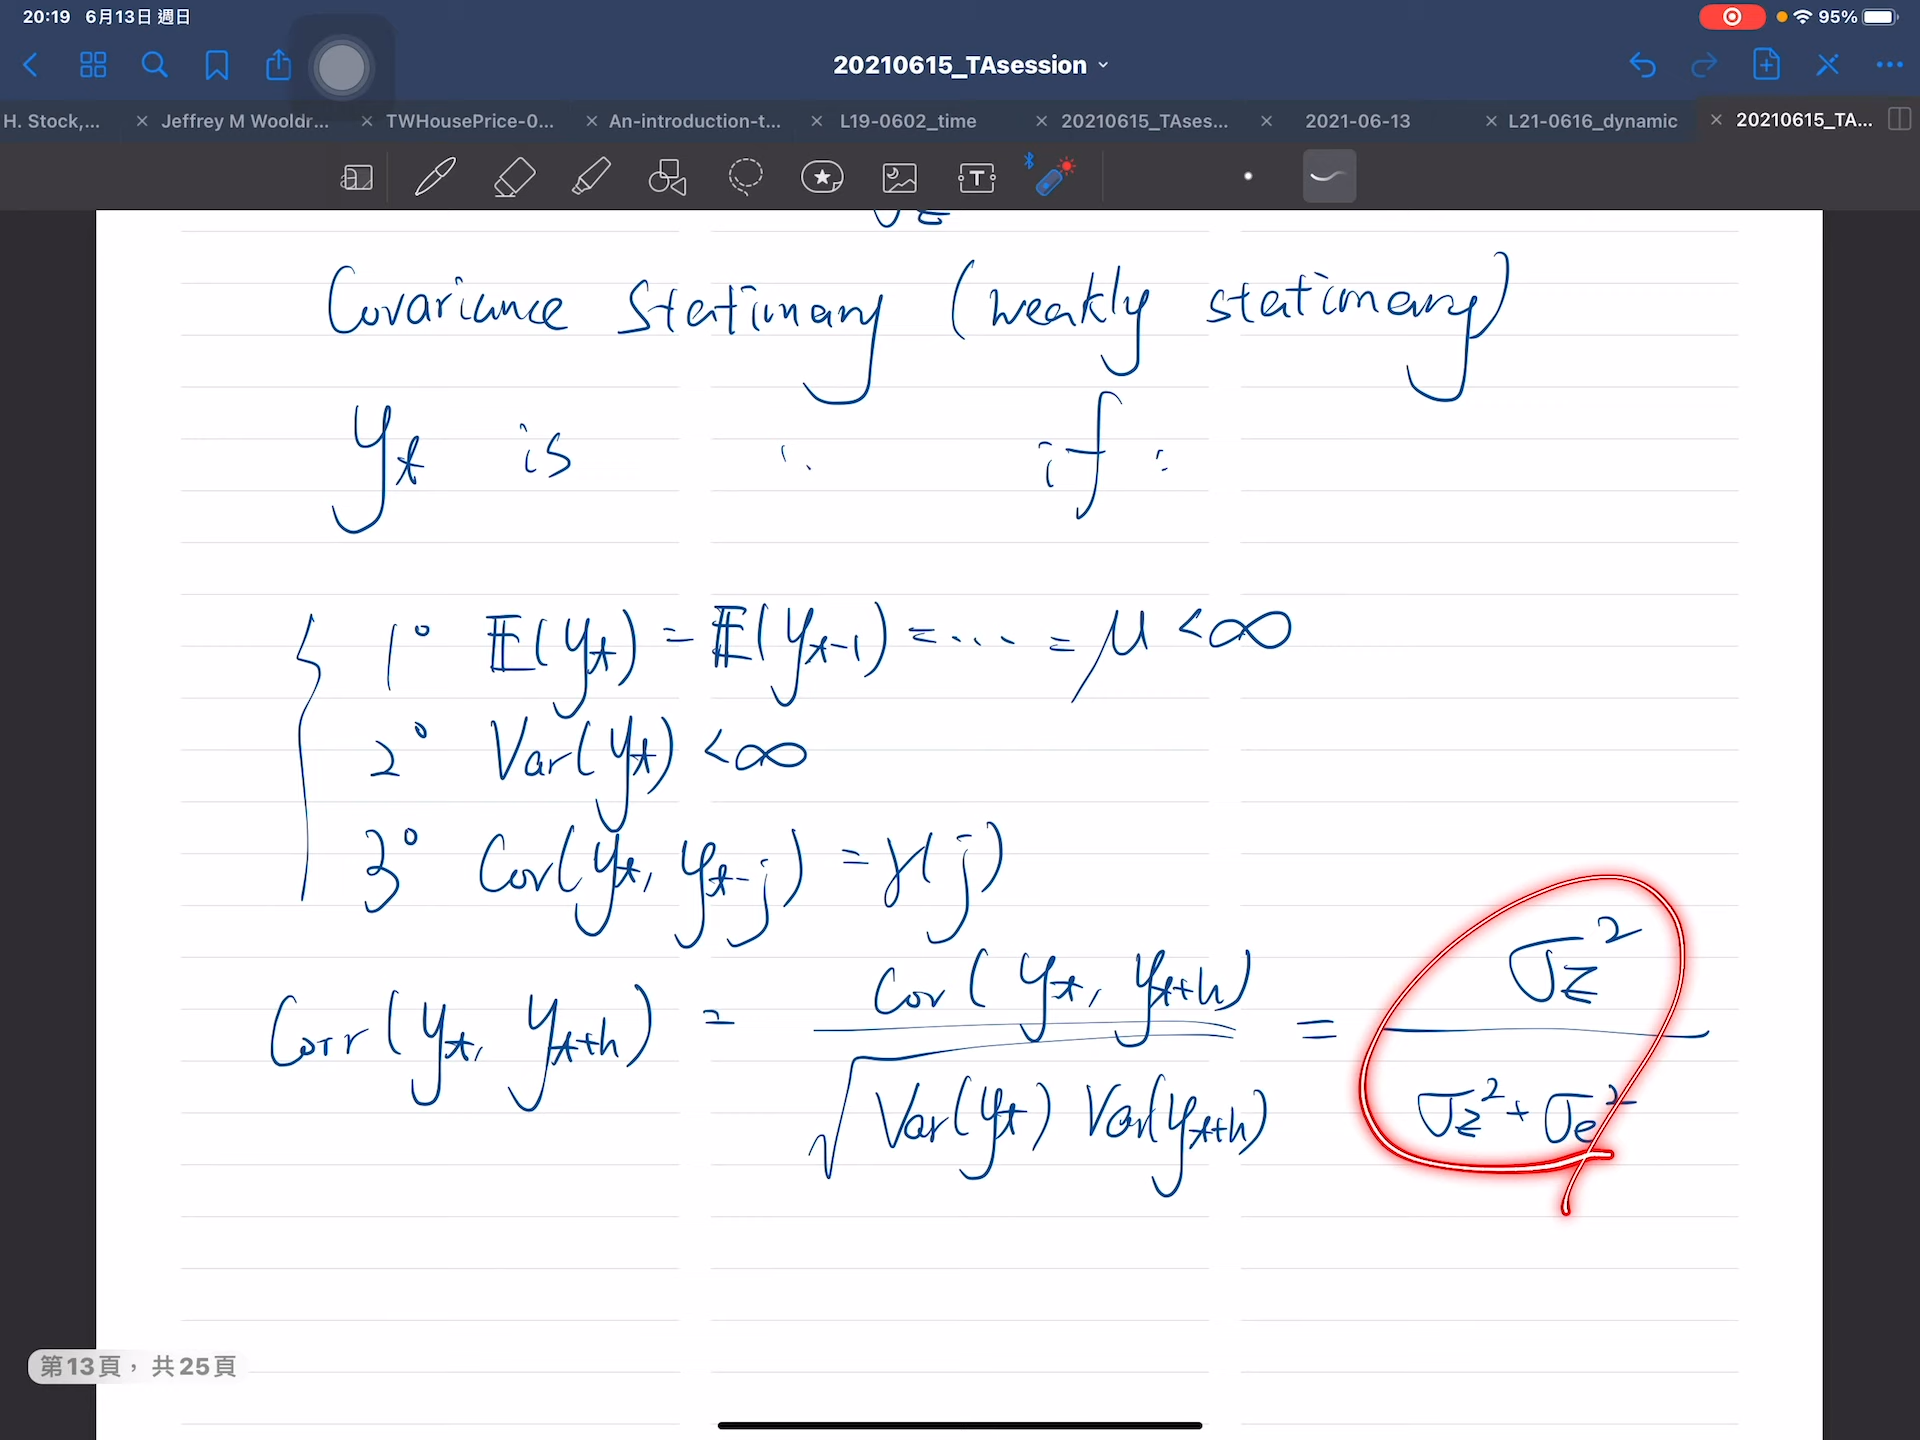 20:19 6月13日 週日
95%
20210615_TAsession
H. Stock,... × Jeffrey M Wooldr... × TWHousePrice-0... × An-introduction-t... × L19-0602_time × 20210615_TAses... × 2021-06-13 × L21-0616_dynamic × 20210615_TA...
σz
Covariance Stationary (weakly stationary)
yt is " if :
1° 𝔼(yt) = 𝔼(yt-1) = ... = μ < ∞
2° Var(yt) < ∞
3° Cov(yt, yt-j) = γ(j)
Corr(yt, yt+h) = Cov(yt, yt+h) / √Var(yt) Var(yt+h) = σz² / σz² + σe²
第13頁，共25頁